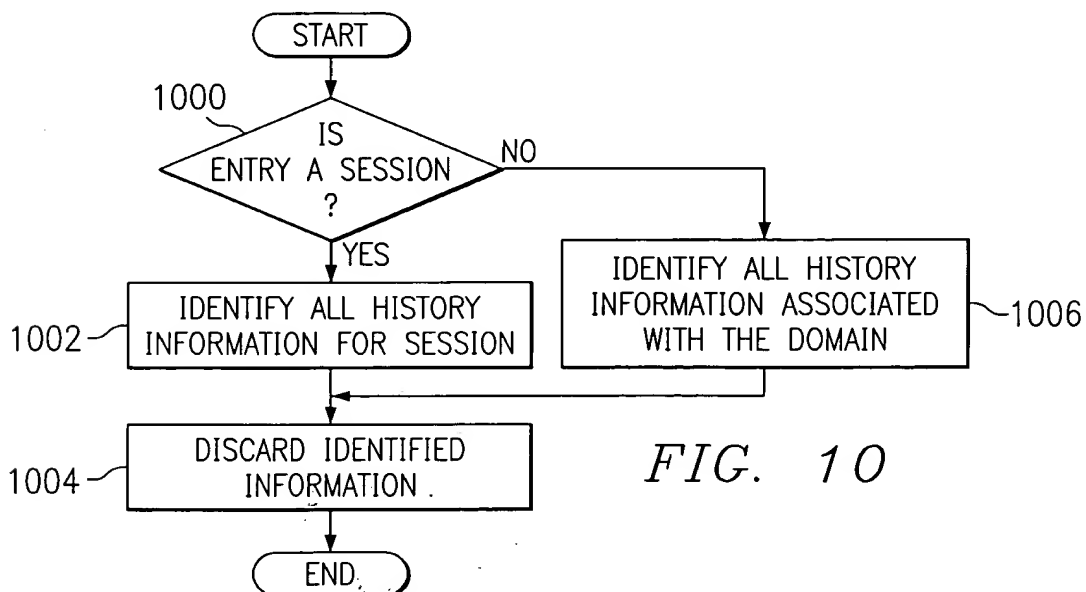 START
1000
IS
ENTRY A SESSION
?
NO
YES
IDENTIFY ALL HISTORY
INFORMATION FOR SESSION
1002
IDENTIFY ALL HISTORY
INFORMATION ASSOCIATED
WITH THE DOMAIN
1006
DISCARD IDENTIFIED
INFORMATION
1004
FIG. 10
END